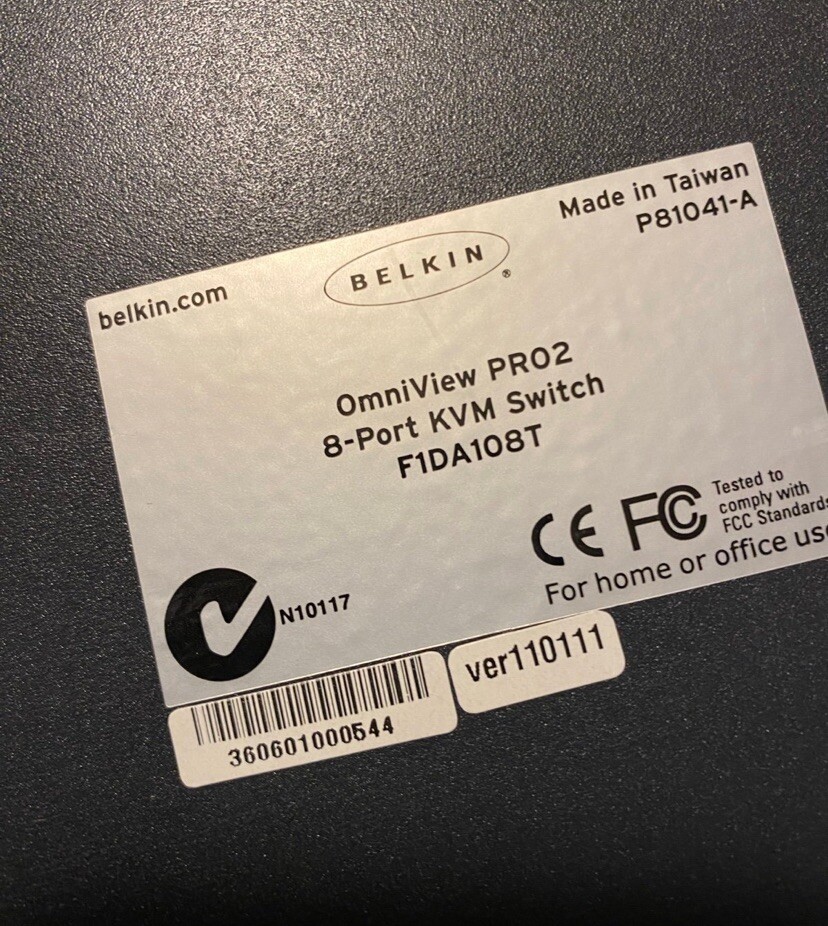 Made in Taiwan
P81041-A
belkin.com
BELKIN®
OmniView PRO2
8-Port KVM Switch
F1DA108T
CE FC
Tested to
comply with
FCC Standards
For home or office use
N10117
ver110111
360601000544